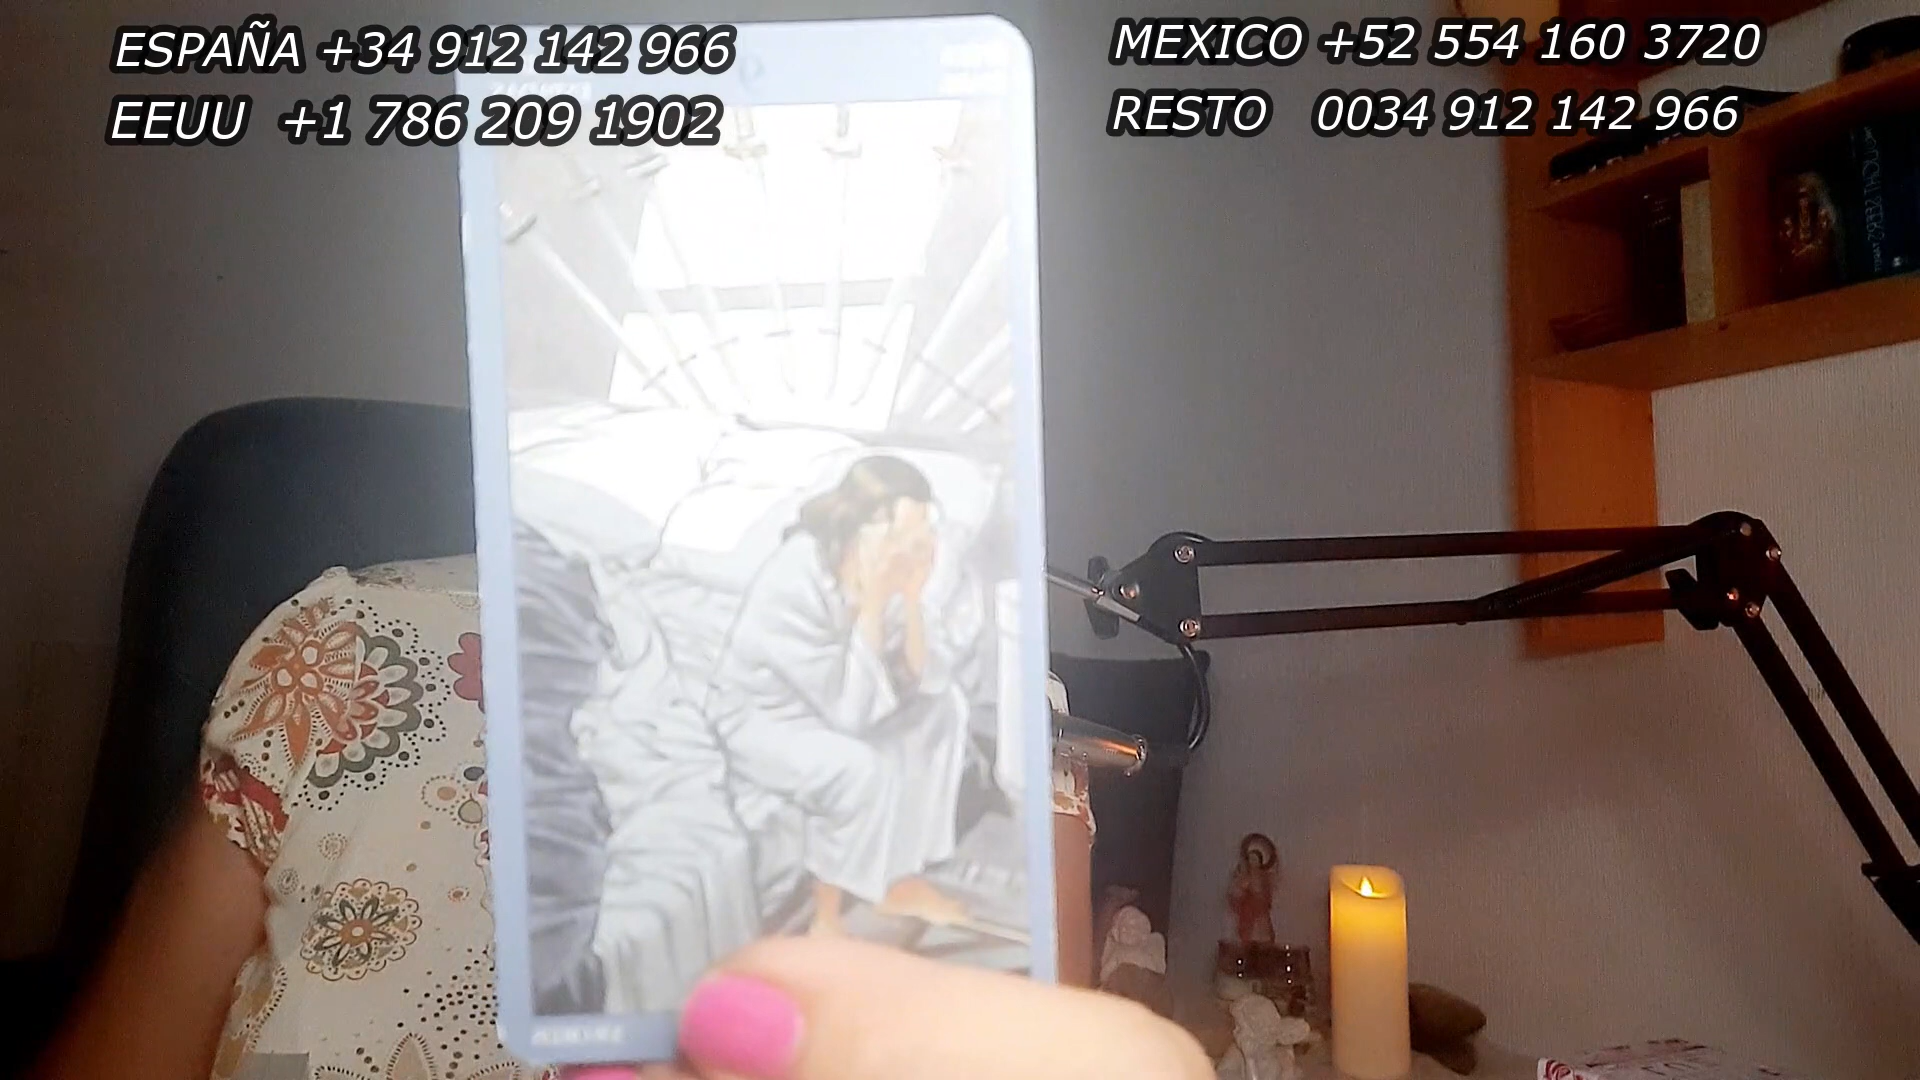 ESPAÑA +34 912 142 966
EEUU +1 786 209 1902
MEXICO +52 554 160 3720
RESTO 0034 912 142 966